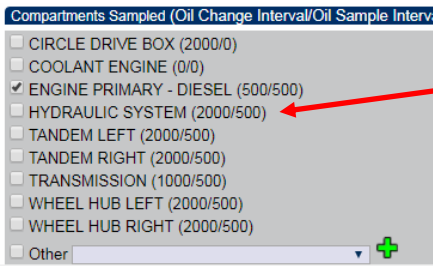 Compartments Sampled (Oil Change Interval/Oil Sample Interva
CIRCLE DRIVE BOX (2000/0)
COOLANT ENGINE (0/0)
ENGINE PRIMARY - DIESEL (500/500)
HYDRAULIC SYSTEM (2000/500)
TANDEM LEFT (2000/500)
TANDEM RIGHT (2000/500)
TRANSMISSION (1000/500)
WHEEL HUB LEFT (2000/500)
WHEEL HUB RIGHT (2000/500)
Other